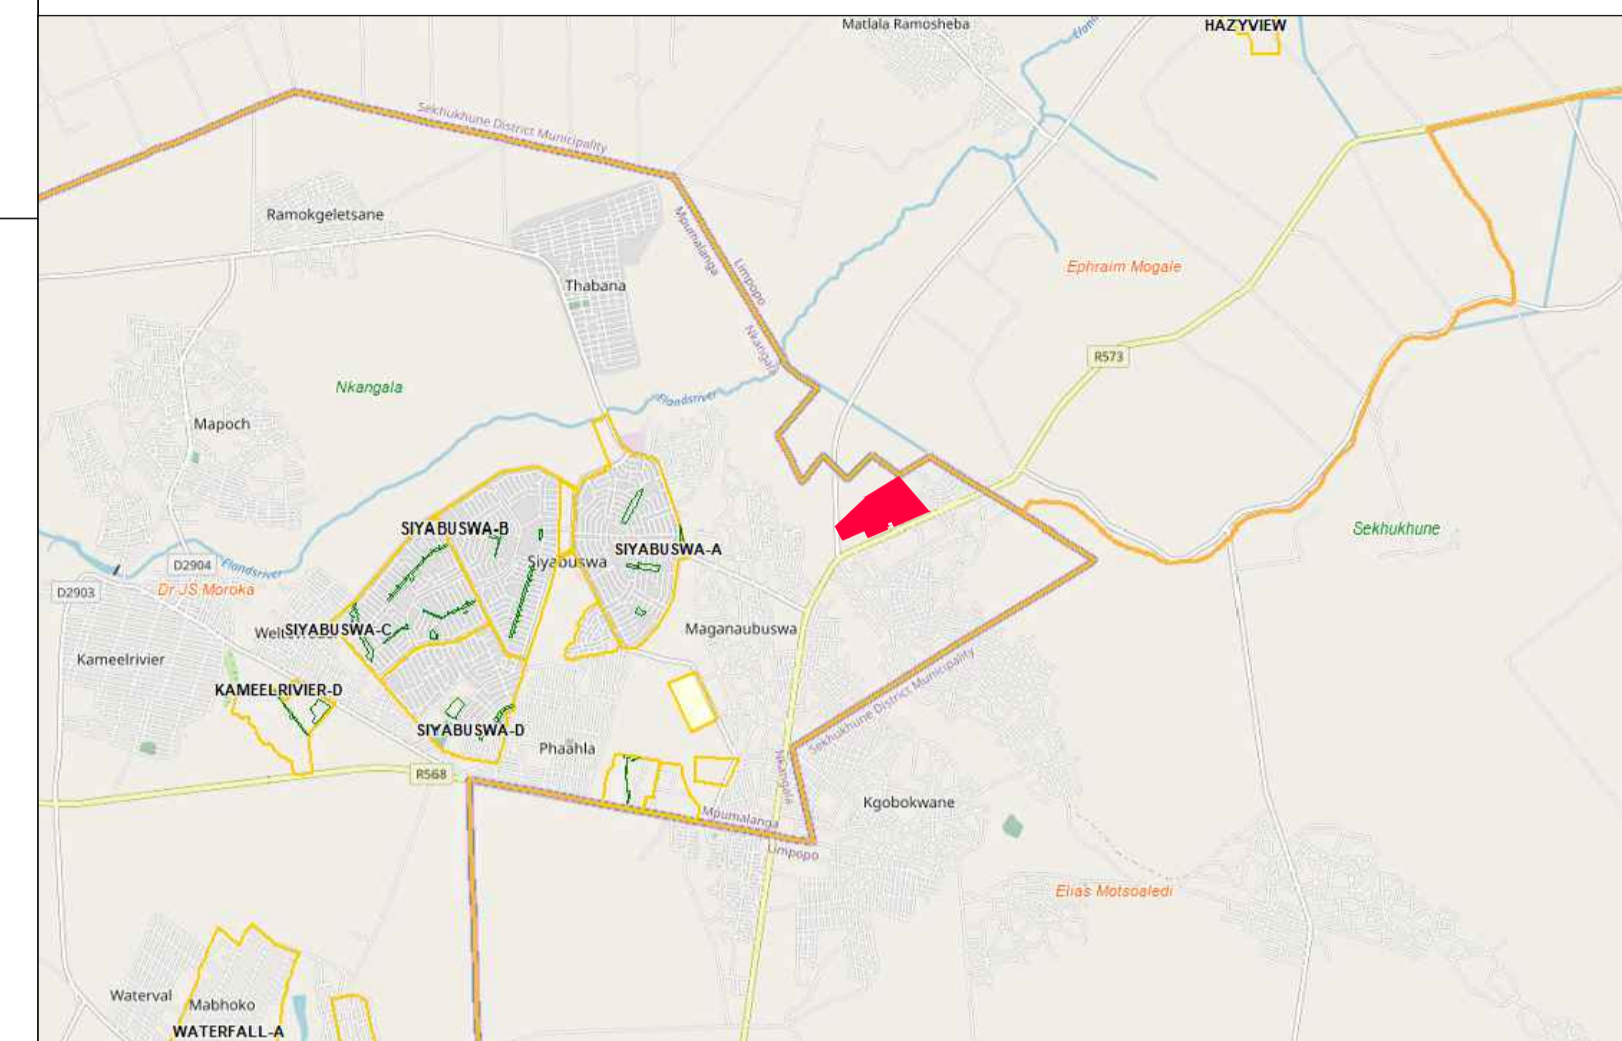 Matlala Ramosheba
HAZYVIEW
Sekhukhune District Municipality
Ramokgeletsane
Mpumalanga
Limpopo
Ephraim Mogale
Thabana
Nkangala
R573
Nkangala
Elandsriver
Mapoch
SIYABUSWA-B
SIYABUSWA-A
Siyabuswa
Sekhukhune
D2904
Elandsriver
D2903
Dr JS Moroka
SIYABUSWA-C
Maganaubuswa
Kameelrivier
KAMEELRIVIER-D
Sekhukhune District Municipality
SIYABUSWA-D
Phaahla
R568
Nkangala
Kgobokwane
Mpumalanga
Limpopo
Elias Motsoaledi
Waterval
Mabhoko
WATERFALL-A